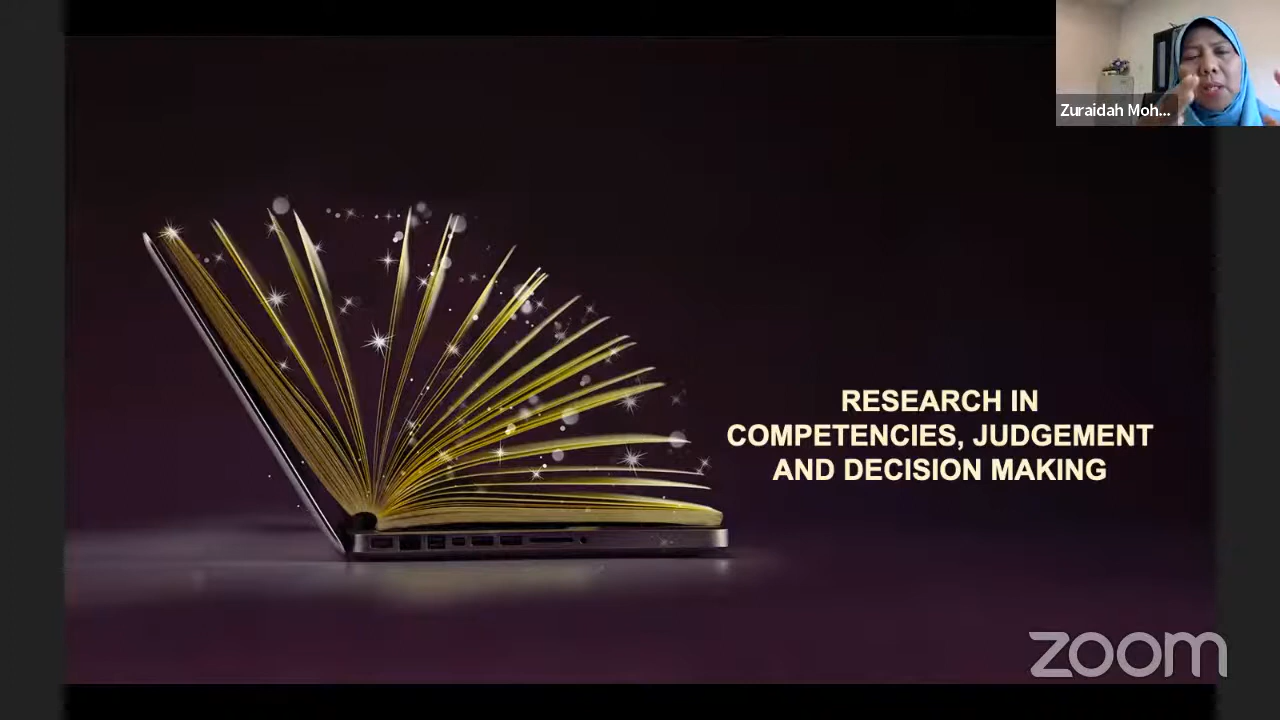 Zuraidah Moh...
RESEARCH IN
COMPETENCIES, JUDGEMENT
AND DECISION MAKING
zoom